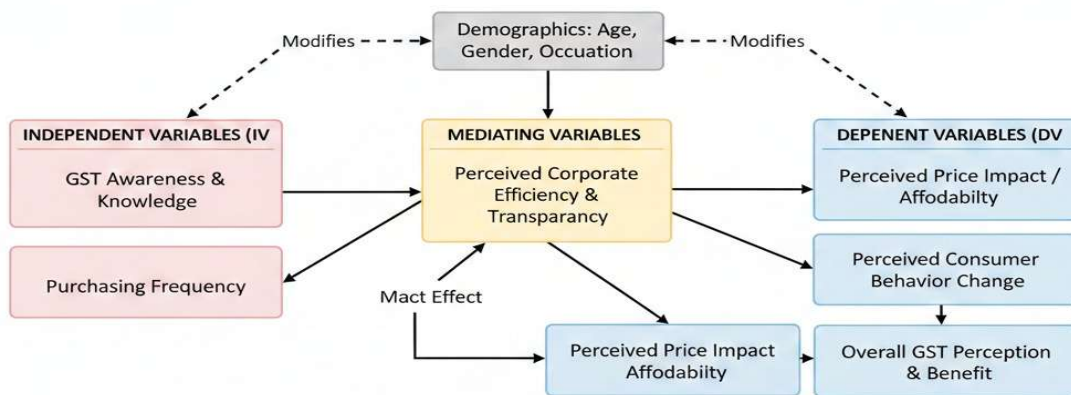 Demographics: Age,
Gender, Occuation
Modifies
Modifies
INDEPENDENT VARIABLES (IV
GST Awareness &
Knowledge
Purchasing Frequency
MEDIATING VARIABLES
Perceived Corporate
Efficiency &
Transparancy
Mact Effect
DEPENENT VARIABLES (DV
Perceived Price Impact /
Affodabilty
Perceived Consumer
Behavior Change
Perceived Price Impact
Affodabiity
Overall GST Perception
& Benefit